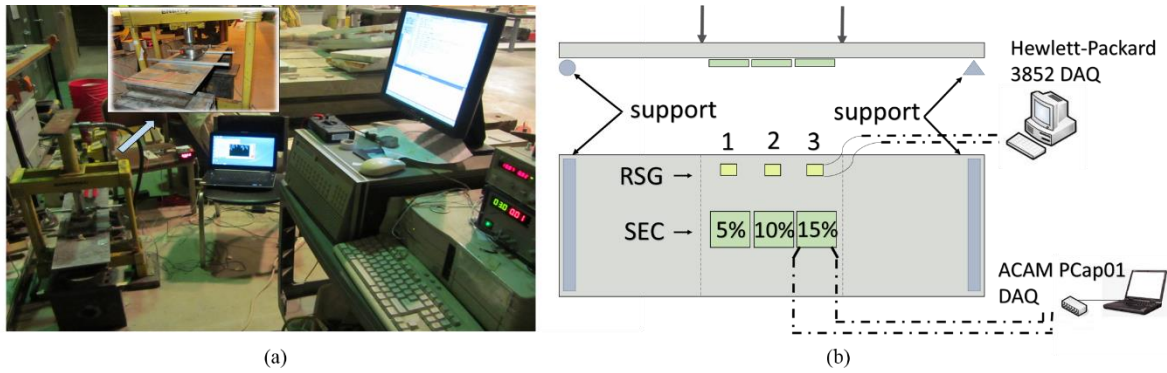 Hewlett-Packard
3852 DAQ
support
support
1 2 3
RSG
SEC
5% 10% 15%
ACAM PCap01
DAQ
(a)
(b)